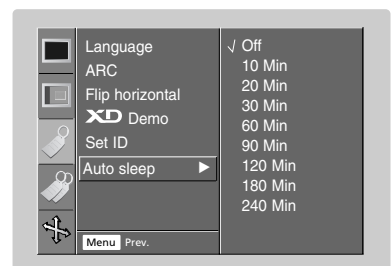 Language
ARC
Flip horizontal
XD Demo
Set ID
Auto sleep ▶
Menu Prev.
√ Off
10 Min
20 Min
30 Min
60 Min
90 Min
120 Min
180 Min
240 Min